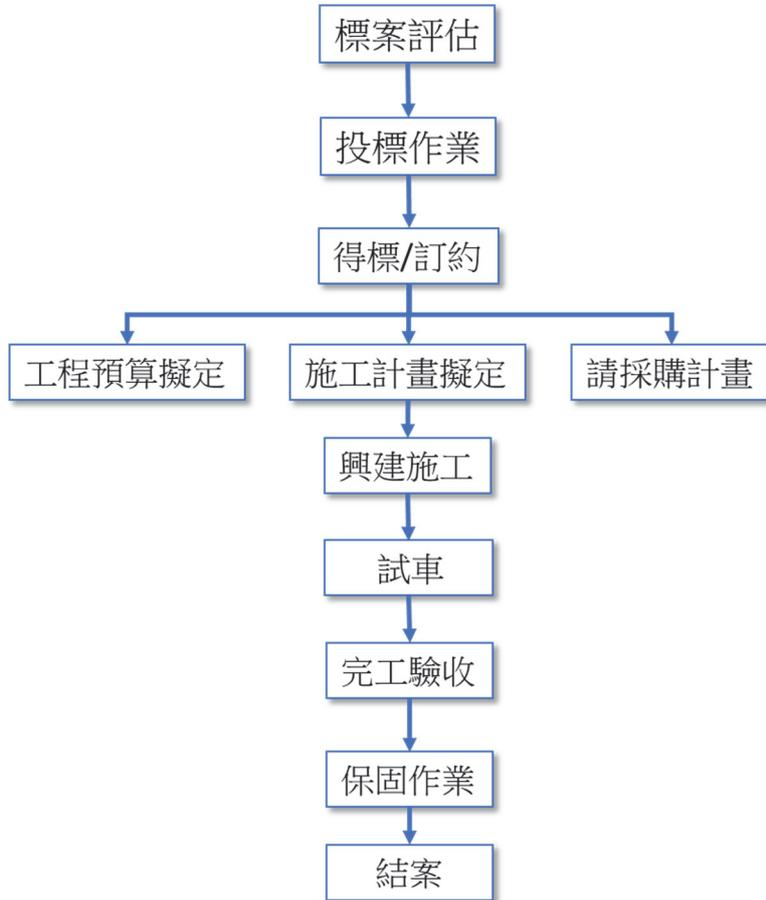 標案評估
投標作業
得標/訂約
工程預算擬定
施工計畫擬定
請採購計畫
興建施工
試車
完工驗收
保固作業
結案